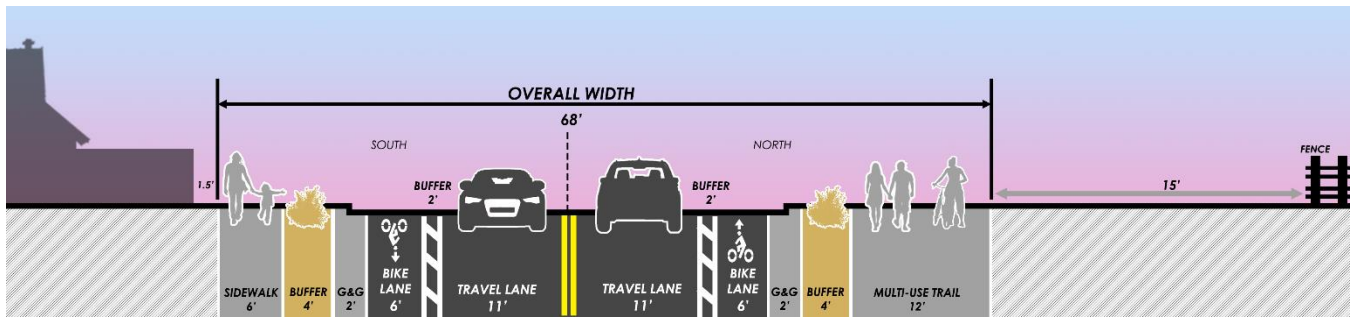 OVERALL WIDTH
68'
SOUTH
NORTH
FENCE
1.5'
BUFFER
2'
BUFFER
2'
15'
SIDEWALK
6'
BUFFER
4'
G&G
2'
BIKE
LANE
6'
TRAVEL LANE
11'
TRAVEL LANE
11'
BIKE
LANE
6'
G&G
2'
BUFFER
4'
MULTI-USE TRAIL
12'